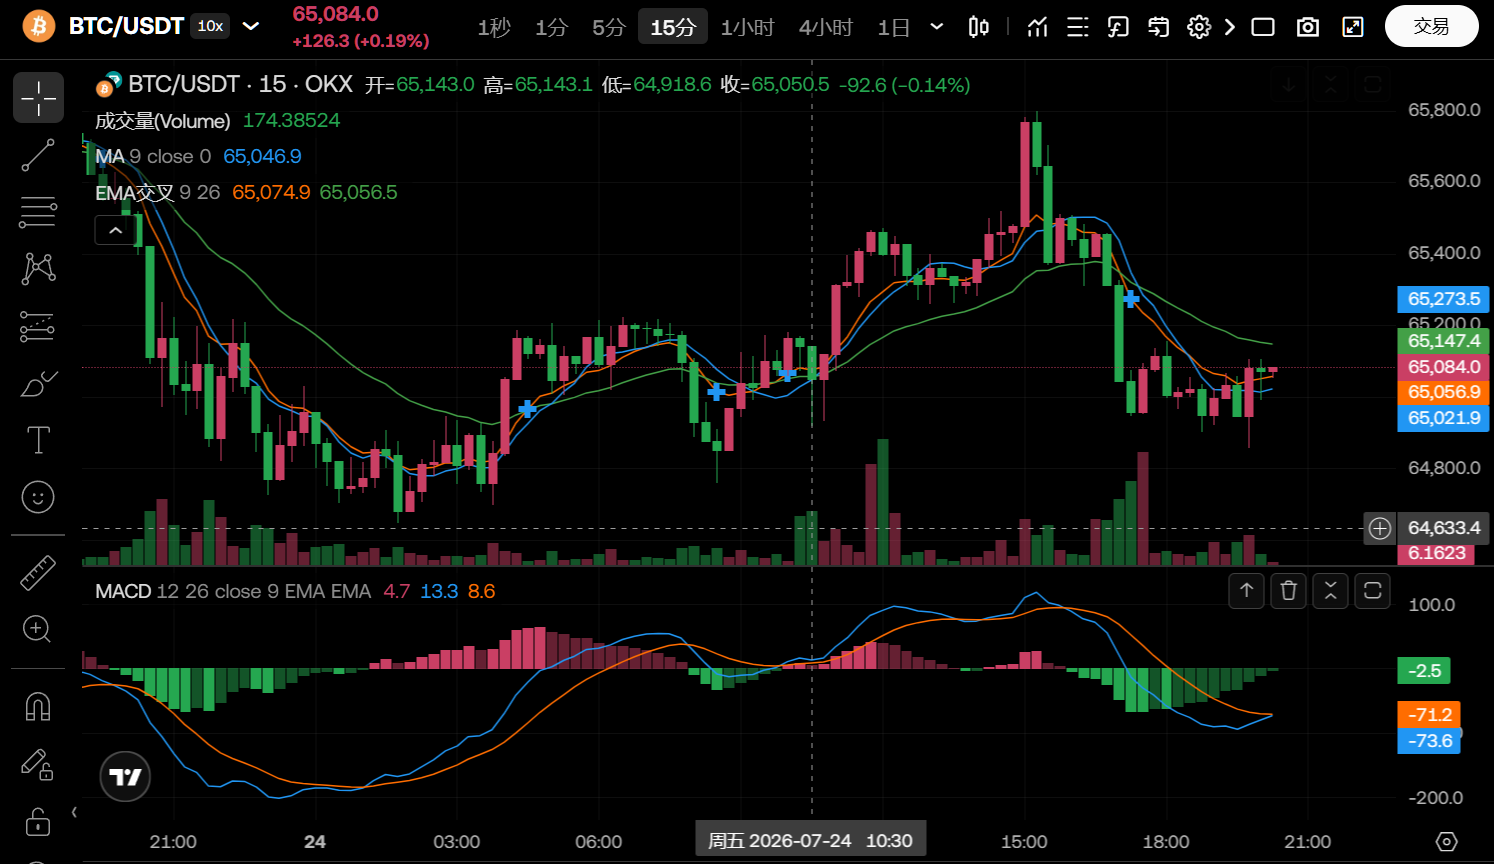 BTC/USDT 10x
65,084.0
+126.3 (+0.19%)
1秒 1分 5分 15分 1小时 4小时 1日
交易
BTC/USDT · 15 · OKX 开=65,143.0 高=65,143.1 低=64,918.6 收=65,050.5 -92.6 (−0.14%)
成交量(Volume) 174.38524
MA 9 close 0 65,046.9
EMA交叉 9 26 65,074.9 65,056.5
65,800.0
65,600.0
65,400.0
65,273.5
65,200.0
65,147.4
65,084.0
65,056.9
65,021.9
64,800.0
64,633.4
6.1623
MACD 12 26 close 9 EMA EMA 4.7 13.3 8.6
100.0
-2.5
-71.2
-73.6
-200.0
21:00 24 03:00 06:00 周五 2026-07-24 10:30 15:00 18:00 21:00